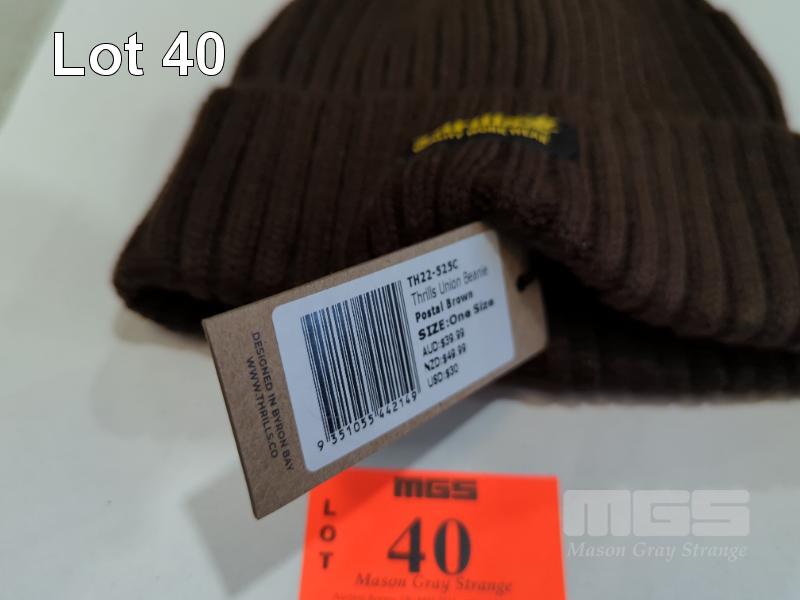 Lot 40
WORK WEAR
TH22-525C
Thrills Union Beanie
Postal Brown
SIZE:One Size
AUD:$39.99
NZD:$49.99
USD:$30
9 351055 442149
DESIGNED IN BYRON BAY
WWW.THRILLS.CO
MGS
LOT
40
Mason Gray Strange
MGS
Mason Gray Strange